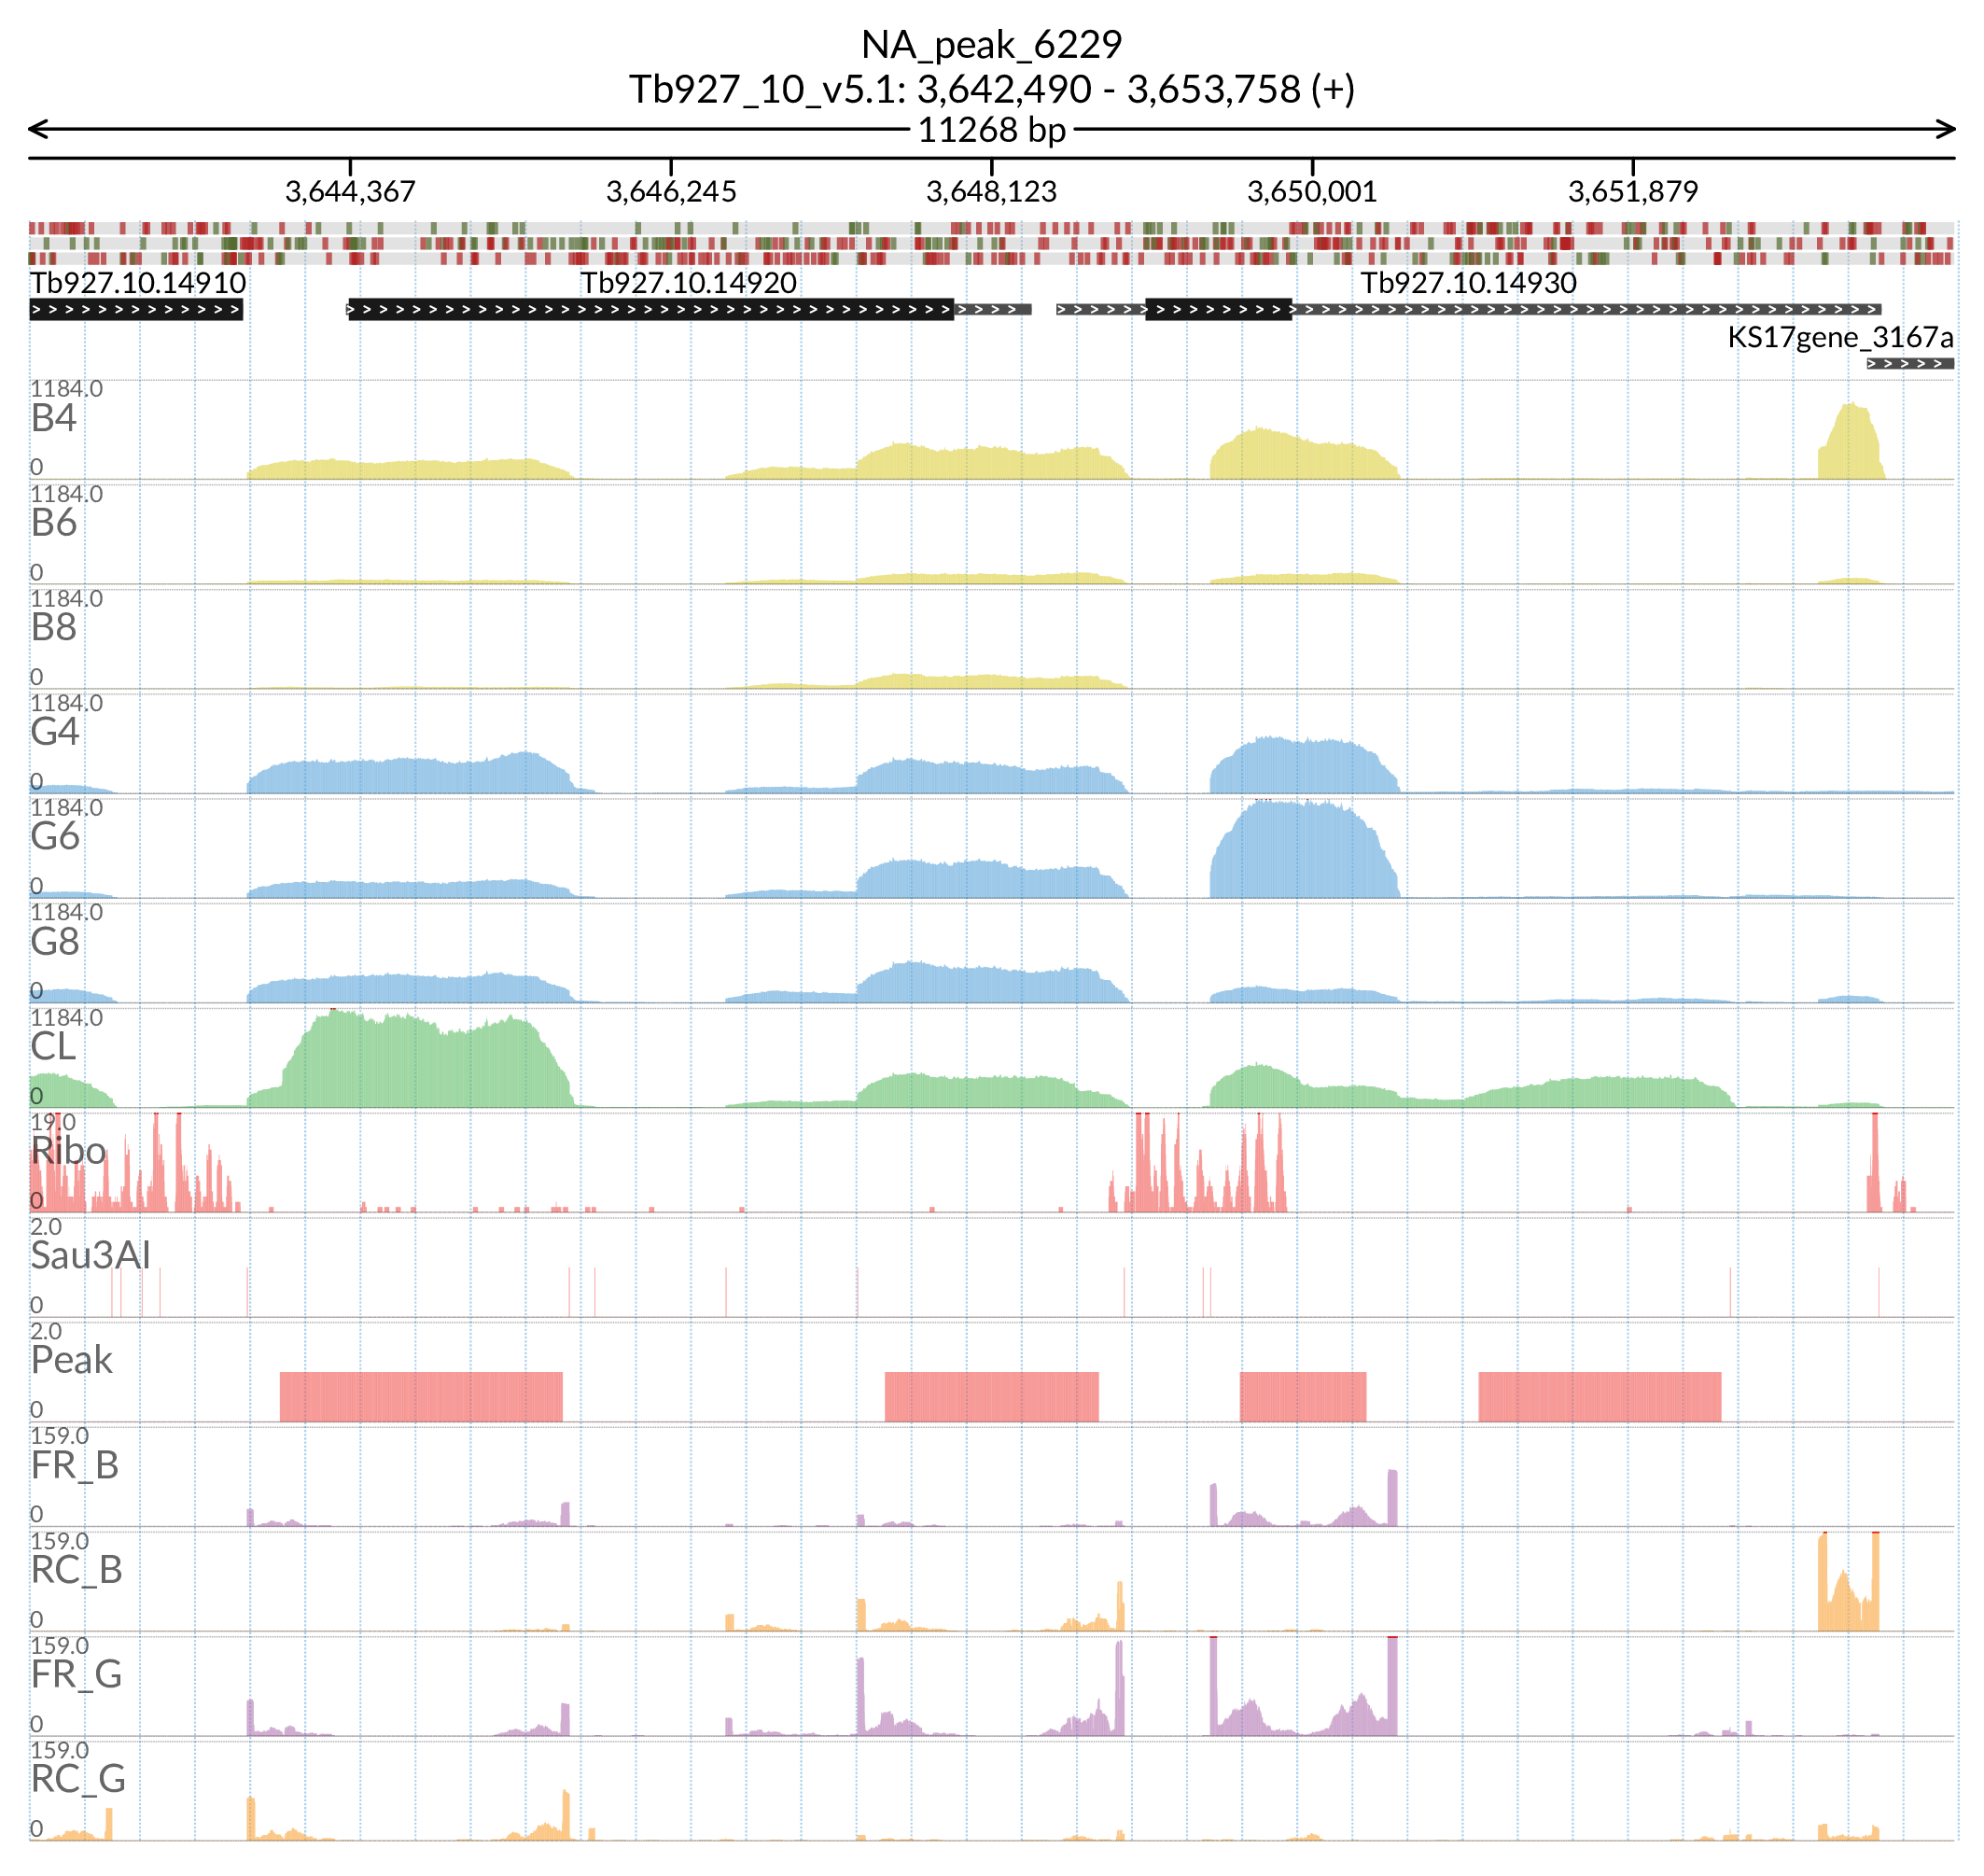 NA_peak_6229
Tb927_10_v5.1: 3,642,490 - 3,653,758 (+)
11268 bp
3,644,367 3,646,245 3,648,123 3,650,001 3,651,879
Tb927.10.14910 Tb927.10.14920 Tb927.10.14930
KS17gene_3167a
1184.0
B4
0
1184.0
B6
0
1184.0
B8
0
1184.0
G4
0
1184.0
G6
0
1184.0
G8
0
1184.0
CL
0
19.0
Ribo
0
2.0
Sau3AI
0
2.0
Peak
0
159.0
FR_B
0
159.0
RC_B
0
159.0
FR_G
0
159.0
RC_G
0